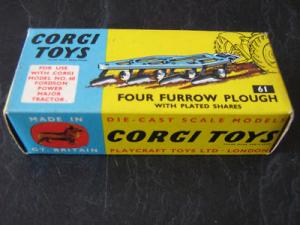 CORGI
TOYS
FOR USE
WITH CORGI
MODEL NO. 60
FORDSON
POWER
MAJOR
TRACTOR.
FOUR FURROW PLOUGH
WITH PLATED SHARES
61
MADE IN
GT. BRITAIN
DIE-CAST SCALE MODELS
CORGI TOYS
PLAYCRAFT TOYS LTD · LONDON